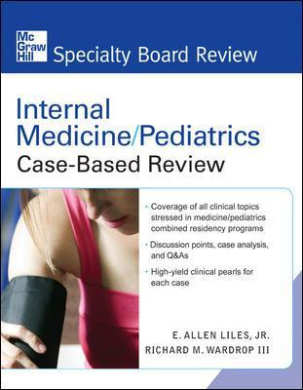 Mc
Graw
Hill
Specialty Board Review
Internal
Medicine/Pediatrics
Case-Based Review
• Coverage of all clinical topics
stressed in medicine/pediatrics
combined residency programs
• Discussion points, case analysis, and
Q&As
• High-yield clinical pearls for
each case
E. ALLEN LILES, JR.
RICHARD M. WARDROP III